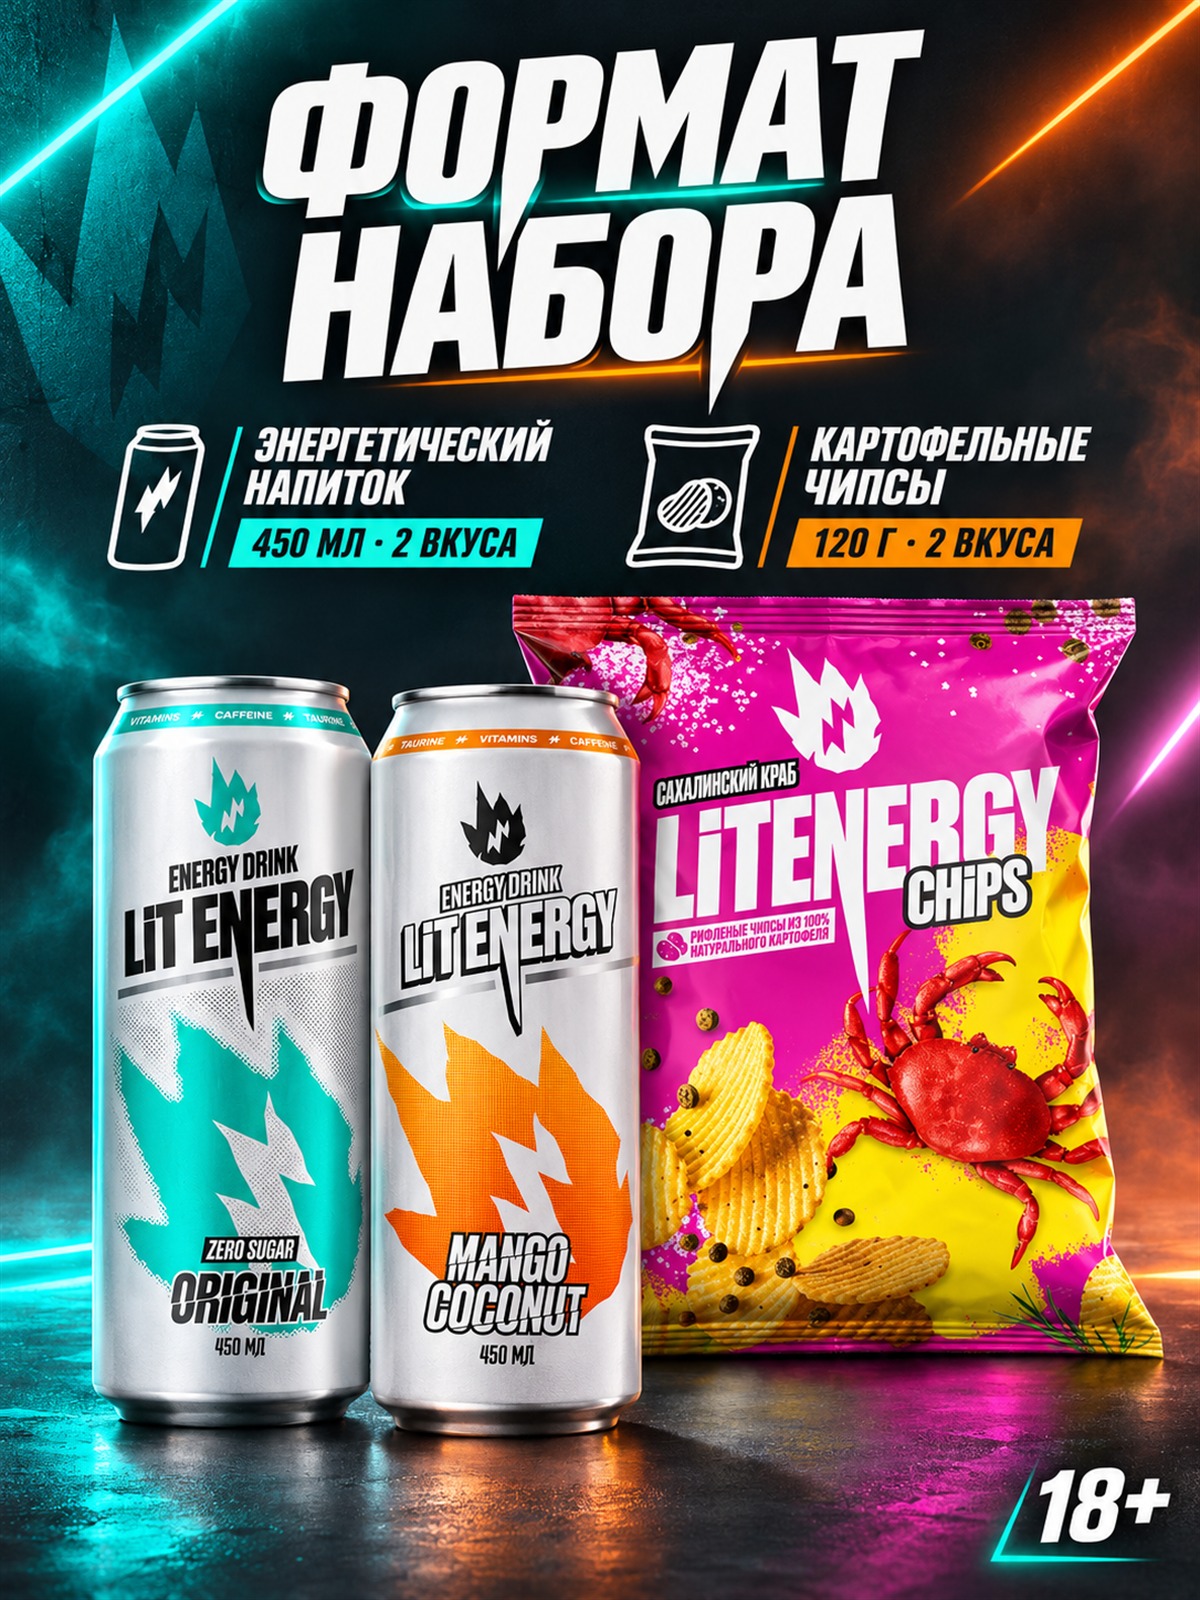 ФОРМАТ
НАБОРА
ЭНЕРГЕТИЧЕСКИЙ
НАПИТОК
450 МЛ · 2 ВКУСА
КАРТОФЕЛЬНЫЕ
ЧИПСЫ
120 Г · 2 ВКУСА
VITAMINS * CAFFEINE * TAURINE
ENERGY DRINK
LiT ENERGY
ZERO SUGAR
ORIGINAL
450 МЛ
TAURINE * VITAMINS * CAFFEINE
ENERGY DRINK
LiT ENERGY
MANGO
COCONUT
450 МЛ
САХАЛИНСКИЙ КРАБ
LiTENERGY
CHiPS
РИФЛЕНЫЕ ЧИПСЫ ИЗ 100%
НАТУРАЛЬНОГО КАРТОФЕЛЯ
18+